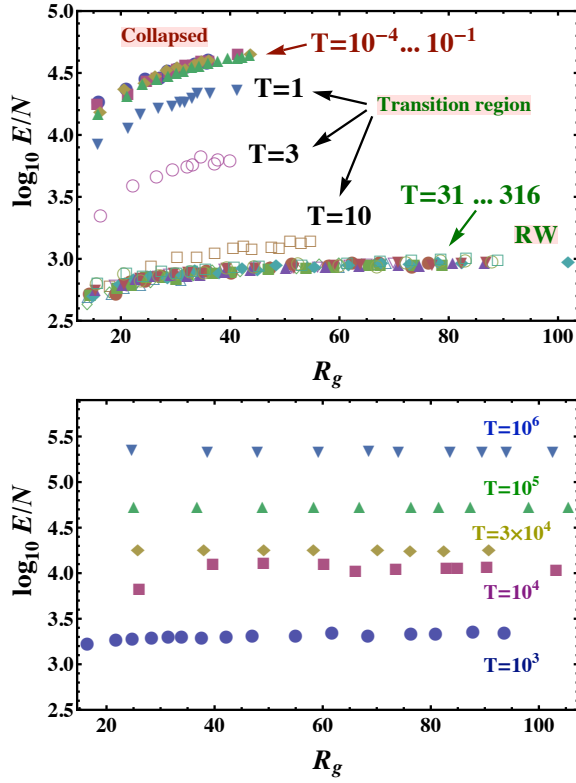 5.0
Collapsed
T=10⁻⁴... 10⁻¹
4.5
T=1
Transition region
4.0
log₁₀ E/N
T=3
3.5
T=10
T=31 ... 316
RW
3.0
2.5
20 40 60 80 100
R_g
T=10⁶
5.5
5.0
T=10⁵
4.5
T=3×10⁴
log₁₀ E/N
4.0
T=10⁴
3.5
T=10³
3.0
2.5
20 40 60 80 100
R_g